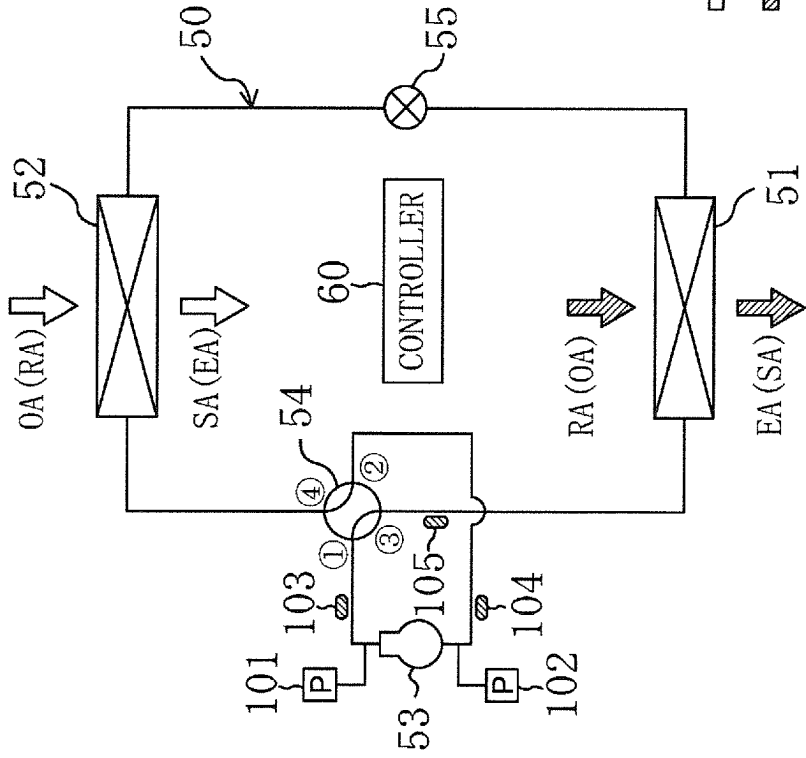 102
101
P
P
53
104
103
105
①
③
④
②
54
60
CONTROLLER
EA(SA)
RA(OA)
SA(EA)
OA(RA)
51
52
55
50